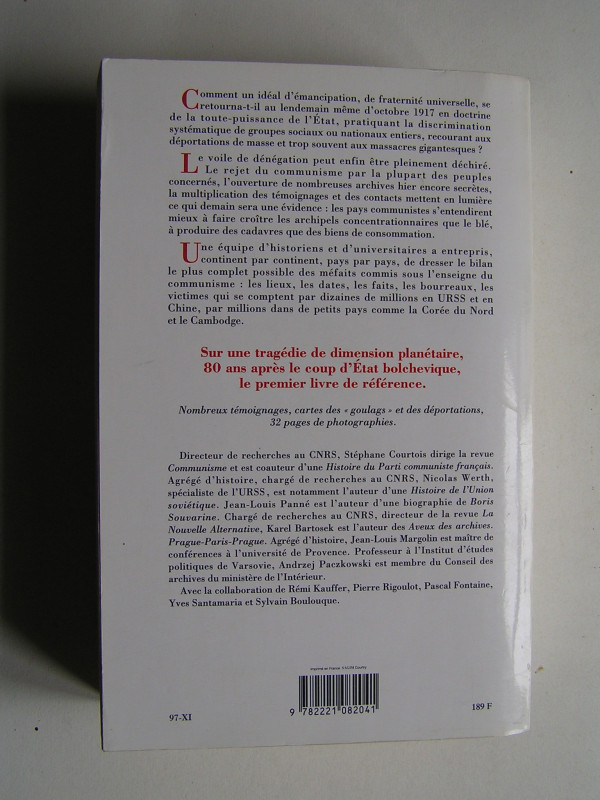 Comment un idéal d'émancipation, de fraternité universelle, se
retourna-t-il au lendemain même d'octobre 1917 en doctrine
de la toute-puissance de l'État, pratiquant la discrimination
systématique de groupes sociaux ou nationaux entiers, recourant aux
déportations de masse et trop souvent aux massacres gigantesques ?
Le voile de dénégation peut enfin être pleinement déchiré.
Le rejet du communisme par la plupart des peuples
concernés, l'ouverture de nombreuses archives hier encore secrètes,
la multiplication des témoignages et des contacts mettent en lumière
ce qui demain sera une évidence : les pays communistes s'entendirent
mieux à faire croître les archipels concentrationnaires que le blé,
à produire des cadavres que des biens de consommation.
Une équipe d'historiens et d'universitaires a entrepris,
continent par continent, pays par pays, de dresser le bilan
le plus complet possible des méfaits commis sous l'enseigne du
communisme : les lieux, les dates, les faits, les bourreaux, les
victimes qui se comptent par dizaines de millions en URSS et en
Chine, par millions dans de petits pays comme la Corée du Nord
et le Cambodge.
Sur une tragédie de dimension planétaire,
80 ans après le coup d'État bolchevique,
le premier livre de référence.
Nombreux témoignages, cartes des « goulags » et des déportations,
32 pages de photographies.
Directeur de recherches au CNRS, Stéphane Courtois dirige la revue
Communisme et est coauteur d'une Histoire du Parti communiste français.
Agrégé d'histoire, chargé de recherches au CNRS, Nicolas Werth,
spécialiste de l'URSS, est notamment l'auteur d'une Histoire de l'Union
soviétique. Jean-Louis Panné est l'auteur d'une biographie de Boris
Souvarine. Chargé de recherches au CNRS, directeur de la revue La
Nouvelle Alternative, Karel Bartosek est l'auteur des Aveux des archives.
Prague-Paris-Prague. Agrégé d'histoire, Jean-Louis Margolin est maître de
conférences à l'université de Provence. Professeur à l'Institut d'études
politiques de Varsovie, Andrzej Paczkowski est membre du Conseil des
archives du ministère de l'Intérieur.
Avec la collaboration de Rémi Kauffer, Pierre Rigoulot, Pascal Fontaine,
Yves Santamaria et Sylvain Boulouque.
Imprimé en France
9 782221 082041
97-XI
189 F